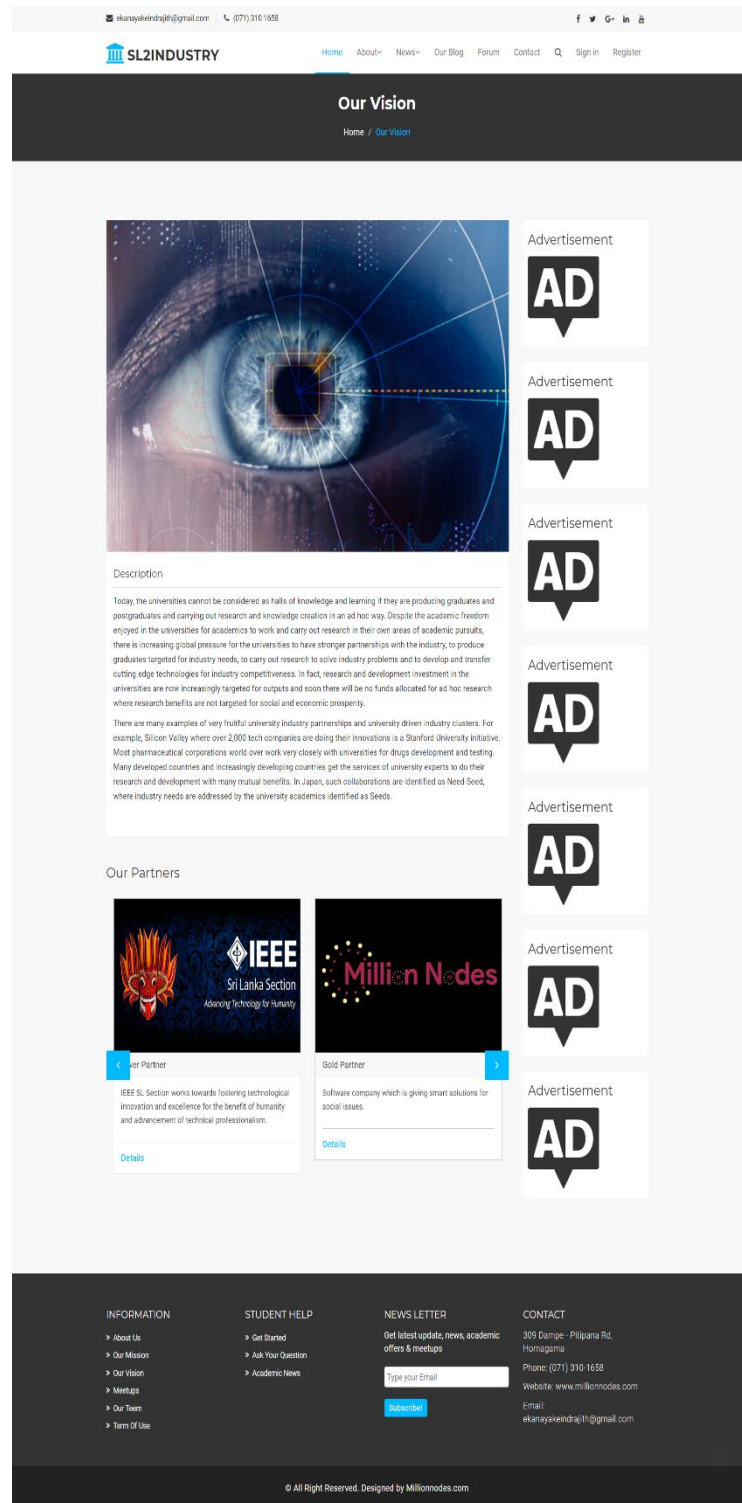 ekanayakeindrajith@gmail.com (071) 310 1658
SL2INDUSTRY
Home About News Our Blog Forum Contact Sign in Register
Our Vision
Home / Our Vision
Description
Today, the universities cannot be considered as halls of knowledge and learning if they are producing graduates and
postgraduates and carrying out research and knowledge creation in an ad hoc way. Despite the academic freedom
enjoyed in the universities for academics to work and carry out research in their own areas of academic pursuits,
there is increasing global pressure for the universities to have stronger partnerships with the industry, to produce
graduates targeted for industry needs, to carry out research to solve industry problems and to develop and transfer
cutting edge technologies for industry competitiveness. In fact, research and development investment in the
universities are now increasingly targeted for outputs and soon there will be no funds allocated for ad hoc research
where research benefits are not targeted for social and economic prosperity.
There are many examples of very fruitful university industry partnerships and university driven industry clusters. For
example, Silicon Valley where over 2,000 tech companies are doing their innovations is a Stanford University initiative.
Most pharmaceutical corporations world over work very closely with universities for drugs development and testing.
Many developed countries and increasingly developing countries get the services of university experts to do their
research and development with many mutual benefits. In Japan, such collaborations are identified as Need-Seed,
where industry needs are addressed by the university academics identified as Seeds.
Our Partners
IEEE
Sri Lanka Section
Advancing Technology for Humanity
ver Partner
IEEE SL Section works towards fostering technological
innovation and excellence for the benefit of humanity
and advancement of technical professionalism.
Details
Million Nodes
Gold Partner
Software company which is giving smart solutions for
social issues
Details
Advertisement
AD
Advertisement
AD
Advertisement
AD
Advertisement
AD
Advertisement
AD
Advertisement
AD
Advertisement
AD
INFORMATION
» About Us
» Our Mission
» Our Vision
» Meetups
» Our Teem
» Term Of Use
STUDENT HELP
» Get Started
» Ask Your Question
» Academic News
NEWS LETTER
Get latest update, news, academic
offers & meetups
Type your Email
Subscribe!
CONTACT
309 Dampe - Pitipana Rd,
Homagama
Phone: (071) 310-1658
Website: www.millionnodes.com
Email:
ekanayakeindrajith@gmail.com
© All Right Reserved. Designed by Millionnodes.com